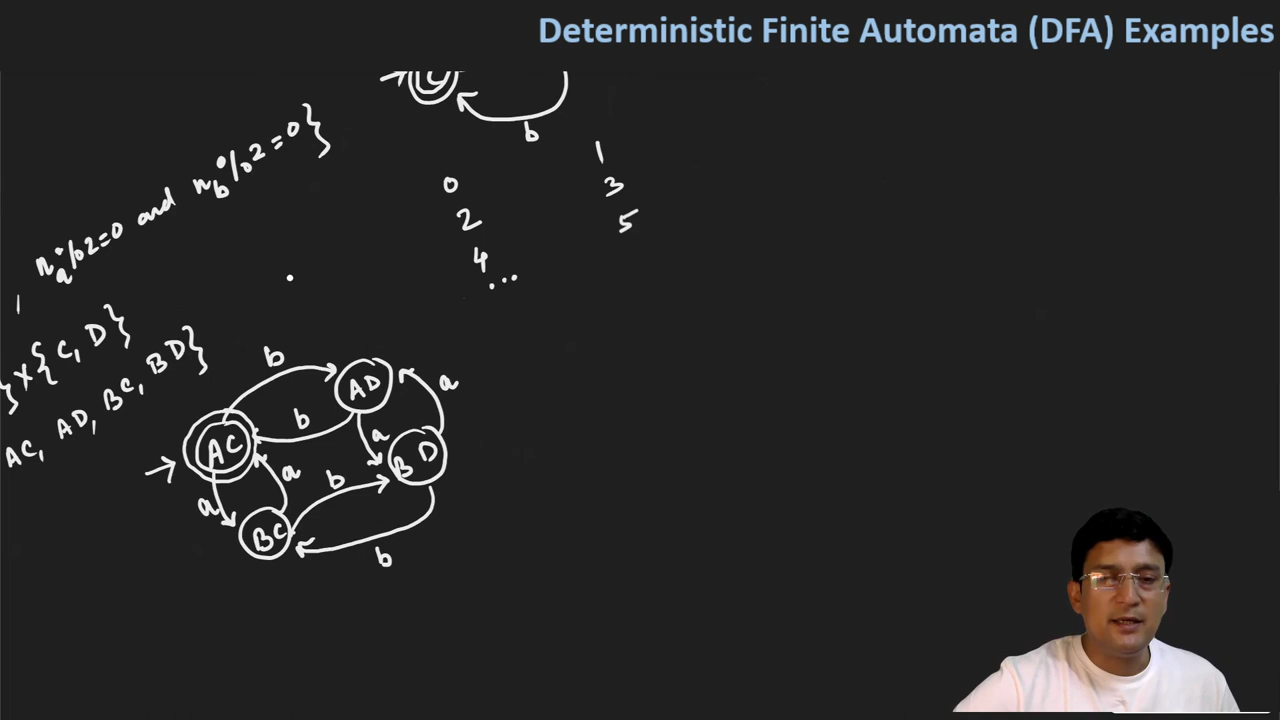 Deterministic Finite Automata (DFA) Examples
b
n_a%2=0 and n_b%2=0}
0
2
4
...
1
3
5
}x{C, D}
AC, AD, BC, BD}
b
AD
a
b
a
AC
BD
a
b
a
BC
b